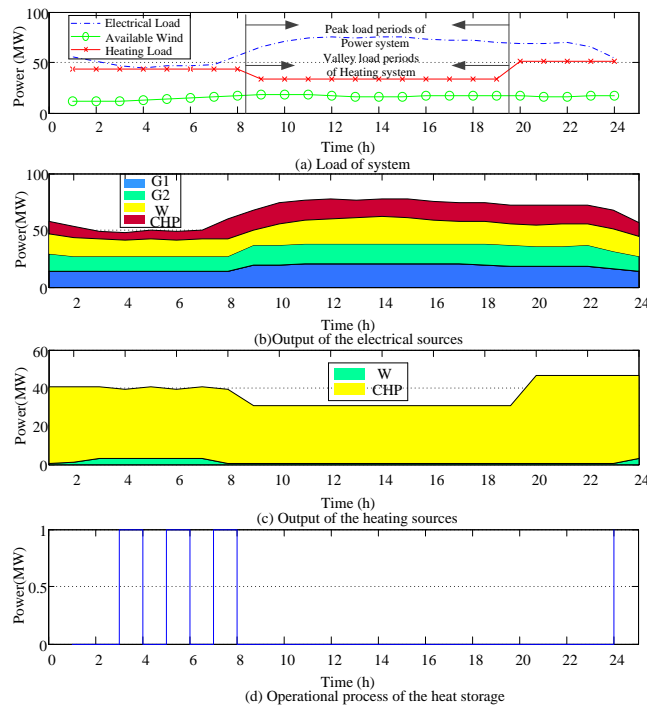 100
50
0
Power (MW)
Electrical Load
Available Wind
Heating Load
Peak load periods of
Power system
Valley load periods
of Heating system
2 4 6 8 10 12 14 16 18 20 22 24
Time (h)
(a) Load of system
100
50
0
Power(MW)
G1
G2
W
CHP
2 4 6 8 10 12 14 16 18 20 22 24
Time (h)
(b)Output of the electrical sources
60
40
20
0
Power(MW)
W
CHP
0 2 4 6 8 10 12 14 16 18 20 22 24
Time (h)
(c) Output of the heating sources
1
0.5
0
Power(MW)
2 4 6 8 10 12 14 16 18 20 22 24
Time (h)
(d) Operational process of the heat storage